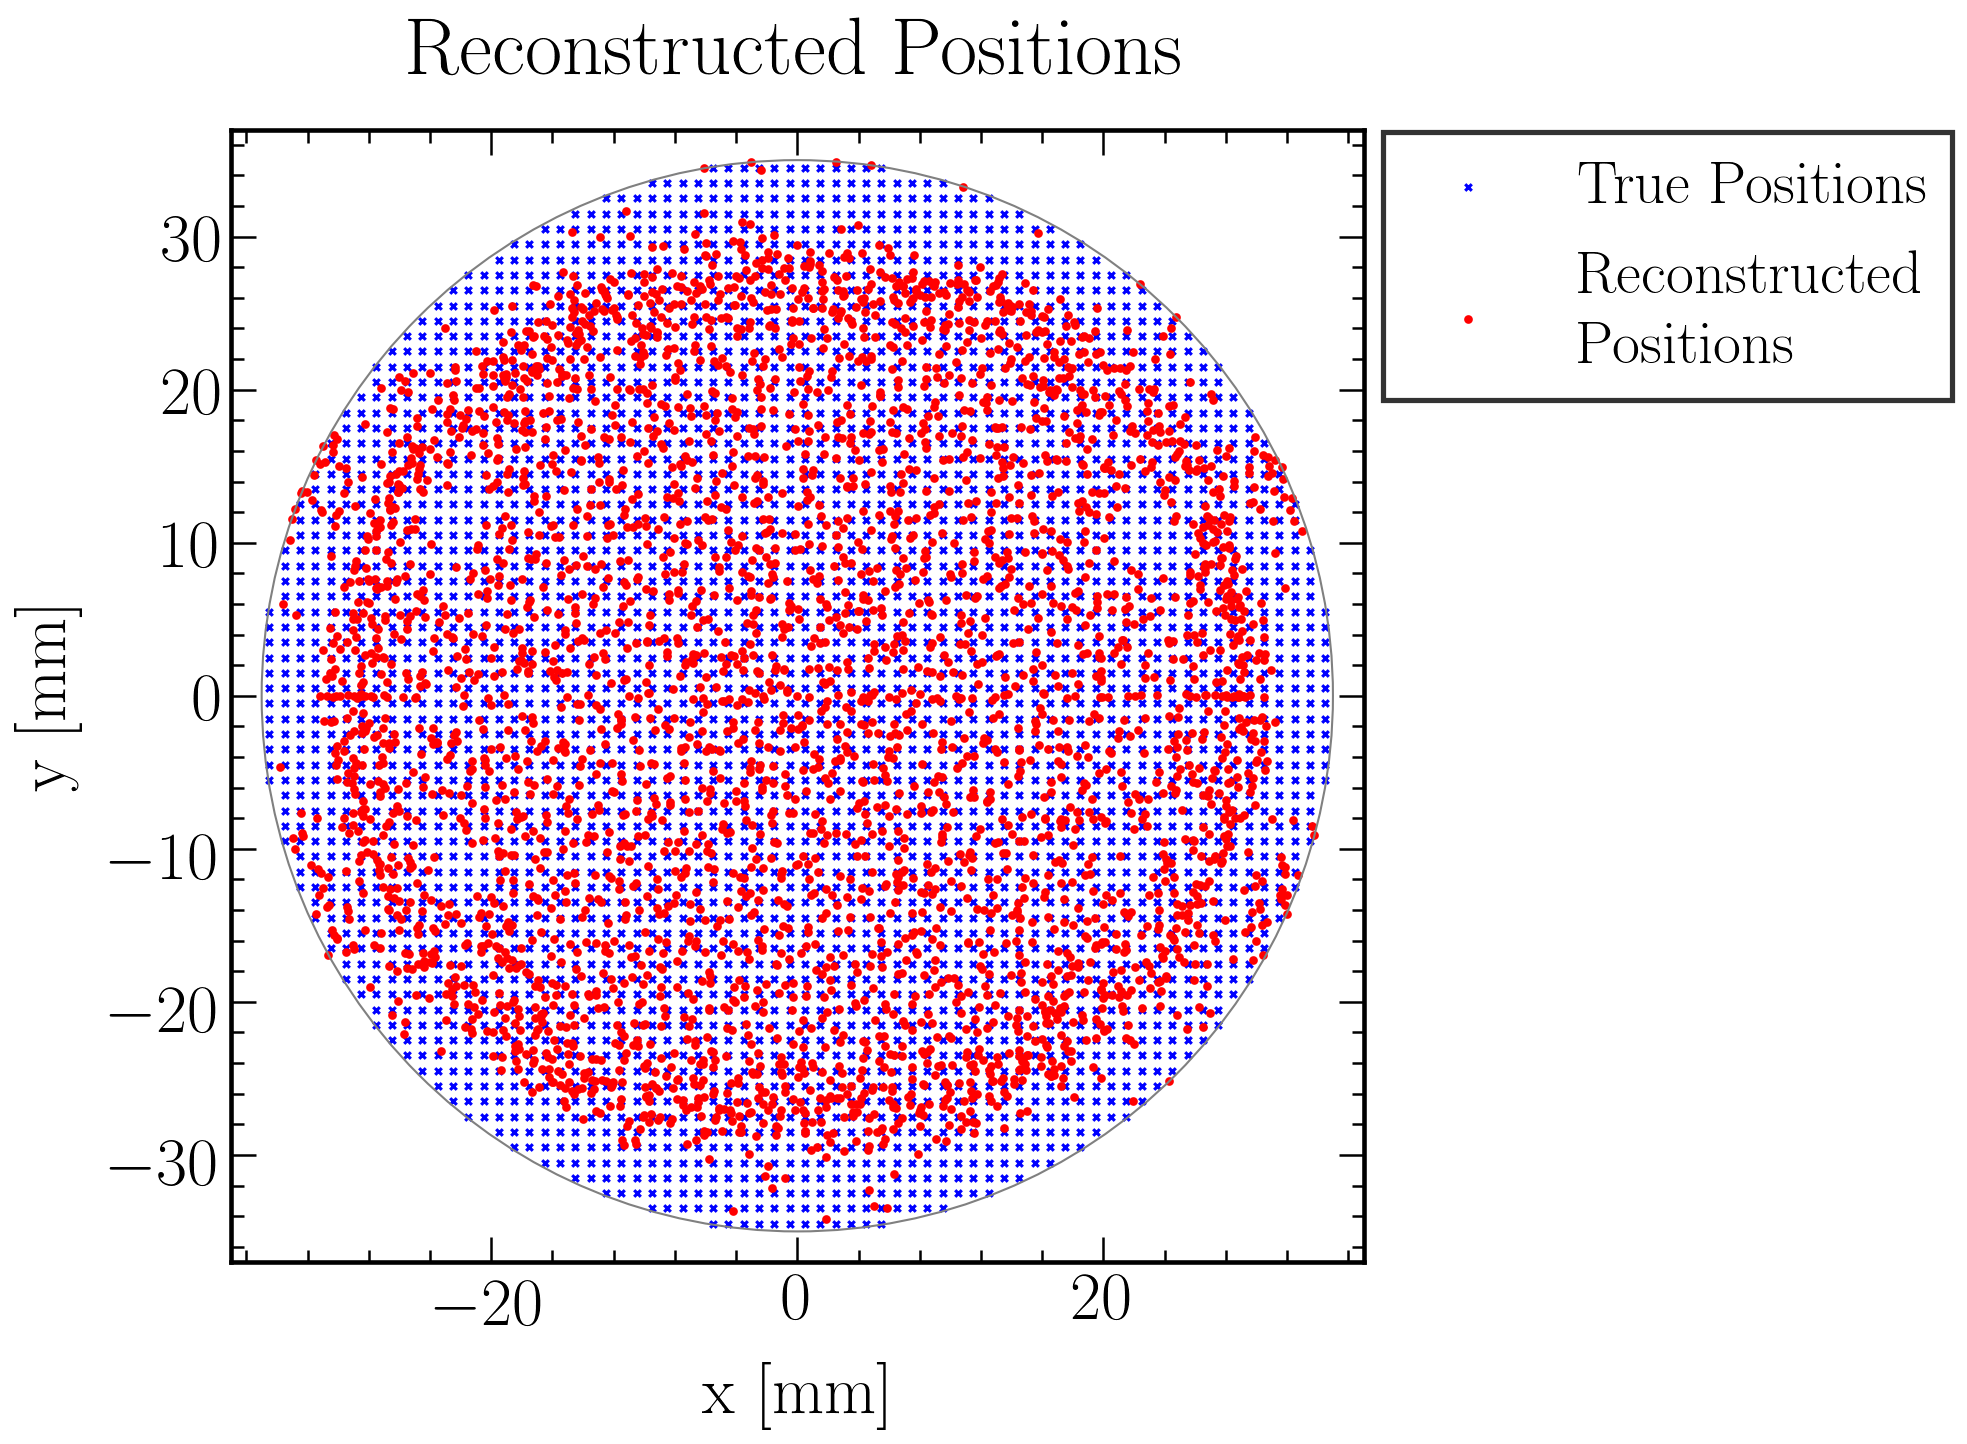 Reconstructed Positions
True Positions
Reconstructed
Positions
30
20
10
0
−10
−20
−30
y [mm]
−20 0 20
x [mm]